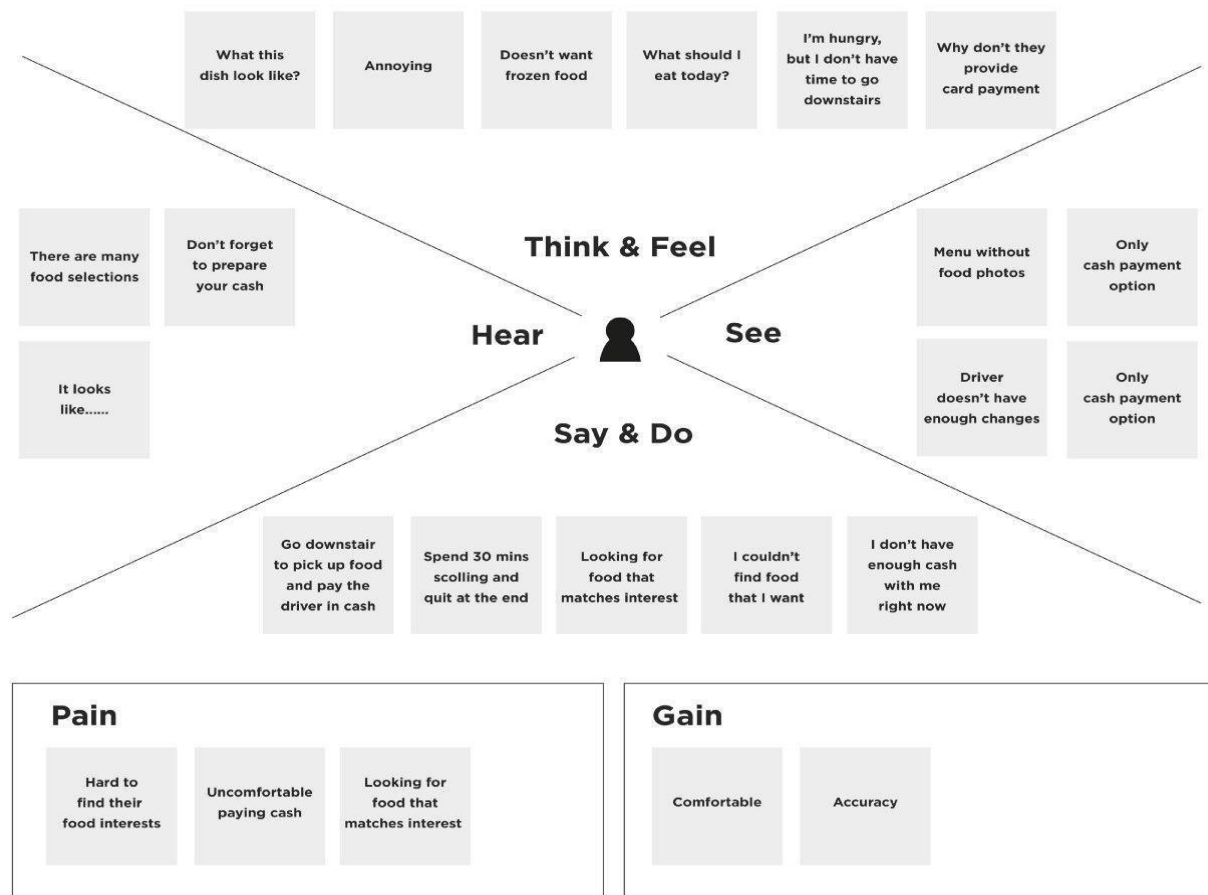 What this
dish look like?
Annoying
Doesn't want
frozen food
What should I
eat today?
I'm hungry,
but I don't have
time to go
downstairs
Why don't they
provide
card payment
Think & Feel
There are many
food selections
Don't forget
to prepare
your cash
It looks
like......
Hear
See
Menu without
food photos
Only
cash payment
option
Driver
doesn't have
enough changes
Only
cash payment
option
Say & Do
Go downstair
to pick up food
and pay the
driver in cash
Spend 30 mins
scolling and
quit at the end
Looking for
food that
matches interest
I couldn't
find food
that I want
I don't have
enough cash
with me
right now
Pain
Hard to
find their
food interests
Uncomfortable
paying cash
Looking for
food that
matches interest
Gain
Comfortable
Accuracy